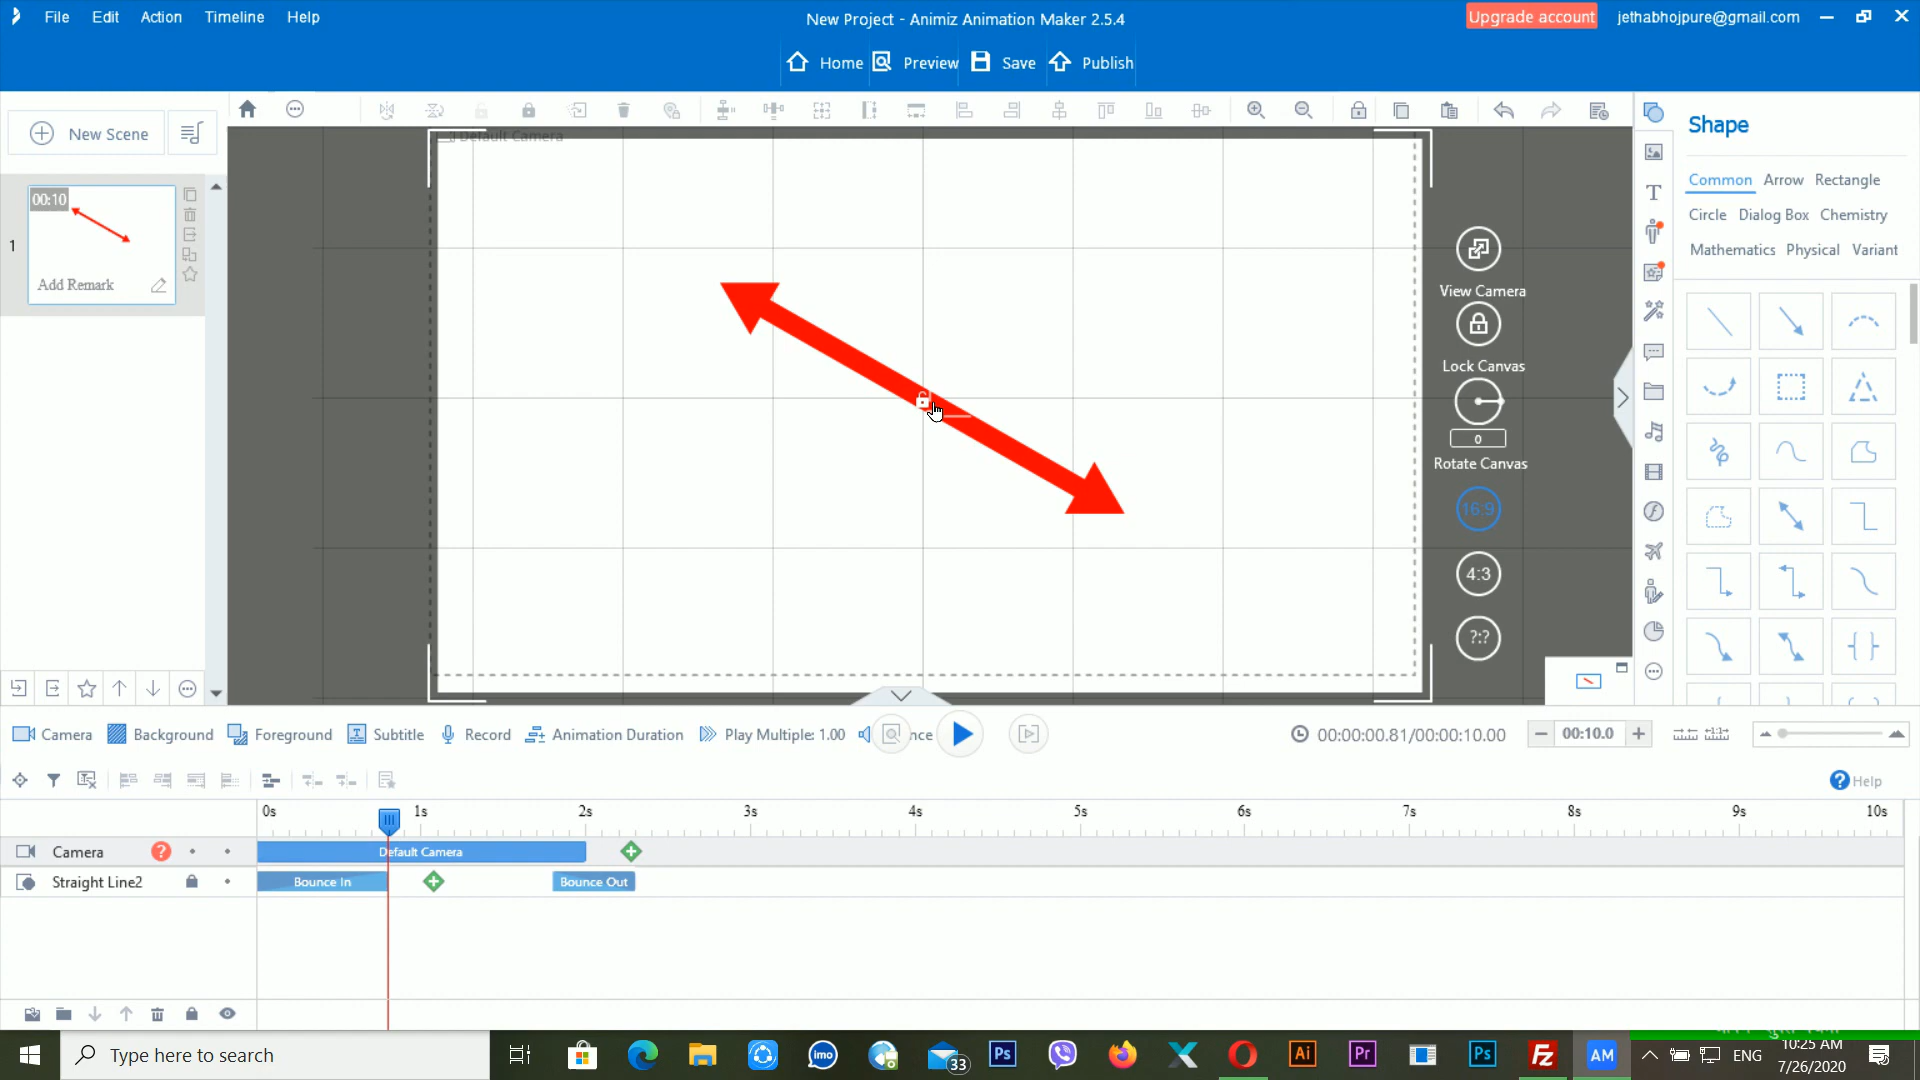 File Edit Action Timeline Help
New Project - Animiz Animation Maker 2.5.4
Upgrade account jethabhojpure@gmail.com
Home Preview Save Publish
New Scene
Default Camera
Shape
Common Arrow Rectangle
Circle Dialog Box Chemistry
Mathematics Physical Variant
00:10
1
Add Remark
View Camera
Lock Canvas
0
Rotate Canvas
16:9
4:3
?:?
Camera Background Foreground Subtitle Record Animation Duration Play Multiple: 1.00 nce
00:00:00.81/00:00:10.00 00:10.0
Help
0s 1s 2s 3s 4s 5s 6s 7s 8s 9s 10s
Camera Default Camera
Straight Line2 Bounce In Bounce Out
Type here to search
imo 33 Ps Ai Pr Ps Fz AM ENG
10:25 AM
7/26/2020